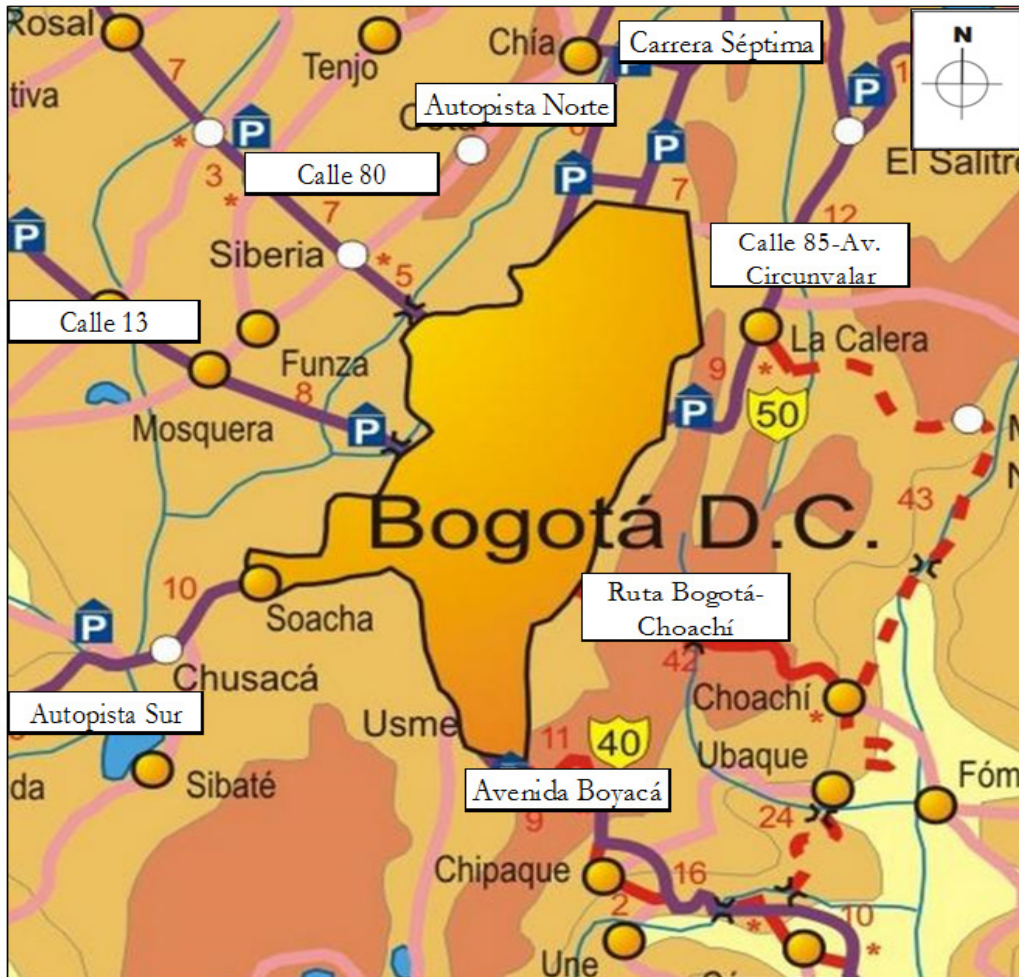 Rosal
Tenjo
Chía
P
Carrera Séptima
N
tiva
7
P
3
*
*
Autopista Norte
Calle 80
P
P
P
El Salitre
7
12
Siberia
7
*
5
Calle 85-Av.
Circunvalar
P
Calle 13
Funza
La Calera
Mosquera
8
P
9
*
P
50
Bogotá D.C.
43
10
Soacha
P
Chusacá
Ruta Bogotá-
Choachí
42
Choachí
*
Autopista Sur
Usme
11
40
Ubaque
da
Sibaté
Avenida Boyacá
9
24
Fóm
Chipaque
16
2
Une
*
10
*